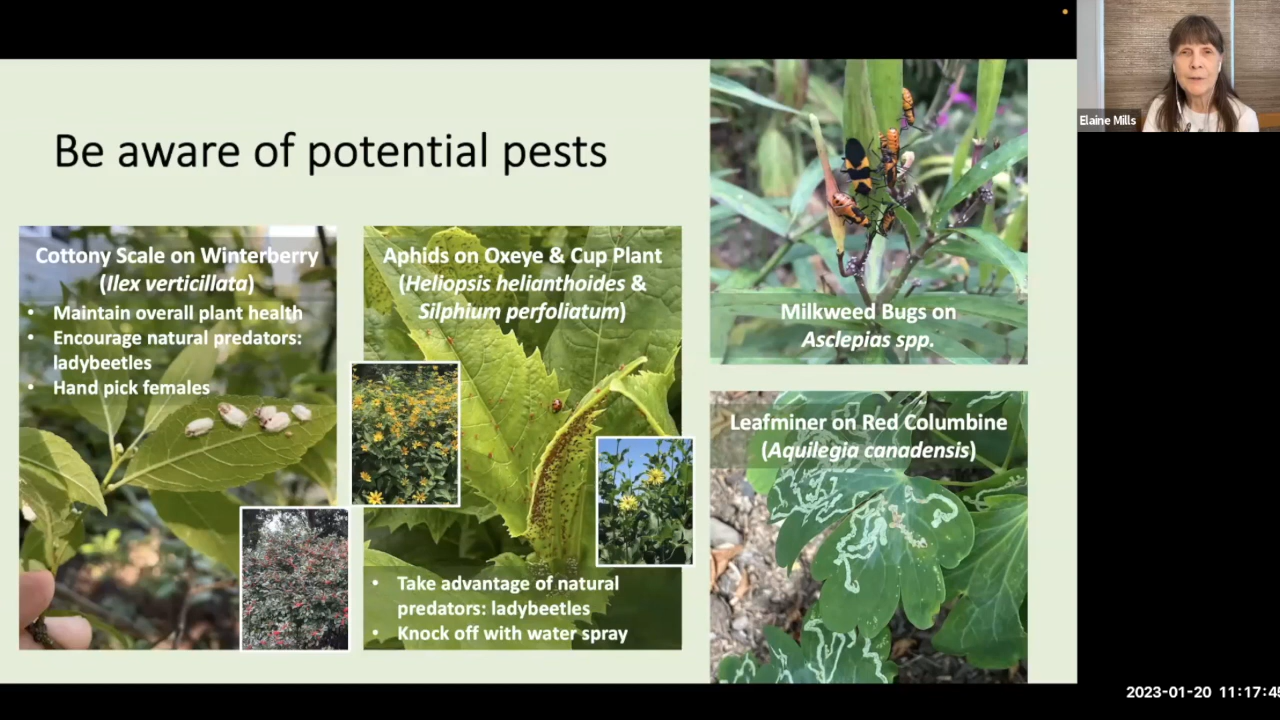 Be aware of potential pests
Cottony Scale on Winterberry
(Ilex verticillata)
• Maintain overall plant health
• Encourage natural predators:
ladybeetles
• Hand pick females
Aphids on Oxeye & Cup Plant
(Heliopsis helianthoides &
Silphium perfoliatum)
• Take advantage of natural
predators: ladybeetles
• Knock off with water spray
Milkweed Bugs on
Asclepias spp.
Leafminer on Red Columbine
(Aquilegia canadensis)
Elaine Mills
2023-01-20 11:17:45